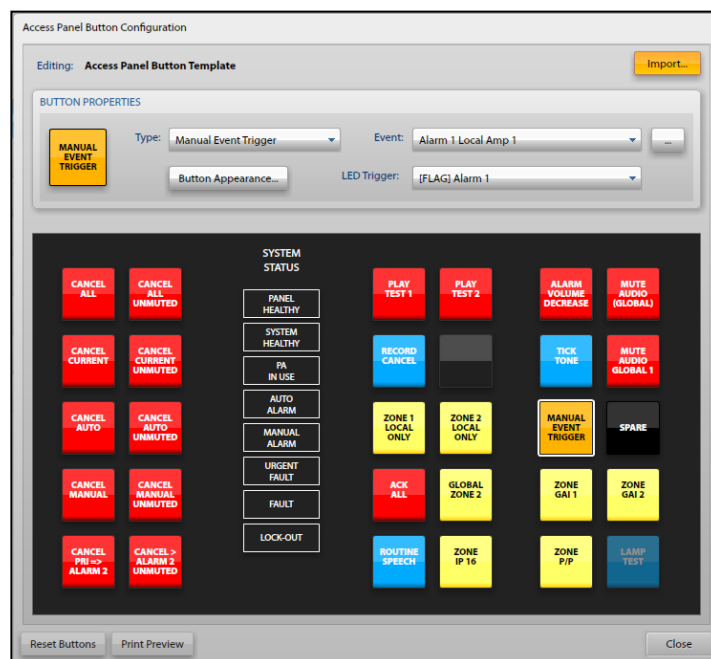 Access Panel Button Configuration
Editing: Access Panel Button Template
Import...
BUTTON PROPERTIES
MANUAL
EVENT
TRIGGER
Type: Manual Event Trigger
Event: Alarm 1 Local Amp 1
...
Button Appearance...
LED Trigger: [FLAG] Alarm 1
CANCEL
ALL
CANCEL
ALL
UNMUTED
CANCEL
CURRENT
CANCEL
CURRENT
UNMUTED
CANCEL
AUTO
CANCEL
AUTO
UNMUTED
CANCEL
MANUAL
CANCEL
MANUAL
UNMUTED
CANCEL
PRI =>
ALARM 2
CANCEL >
ALARM 2
UNMUTED
SYSTEM
STATUS
PANEL
HEALTHY
SYSTEM
HEALTHY
PA
IN USE
AUTO
ALARM
MANUAL
ALARM
URGENT
FAULT
FAULT
LOCK-OUT
PLAY
TEST 1
PLAY
TEST 2
RECORD
CANCEL
ZONE 1
LOCAL
ONLY
ZONE 2
LOCAL
ONLY
ACK
ALL
GLOBAL
ZONE 2
ROUTINE
SPEECH
ZONE
IP 16
ALARM
VOLUME
DECREASE
MUTE
AUDIO
(GLOBAL)
TICK
TONE
MUTE
AUDIO
GLOBAL 1
MANUAL
EVENT
TRIGGER
SPARE
ZONE
GAI 1
ZONE
GAI 2
ZONE
P/P
LAMP
TEST
Reset Buttons
Print Preview
Close